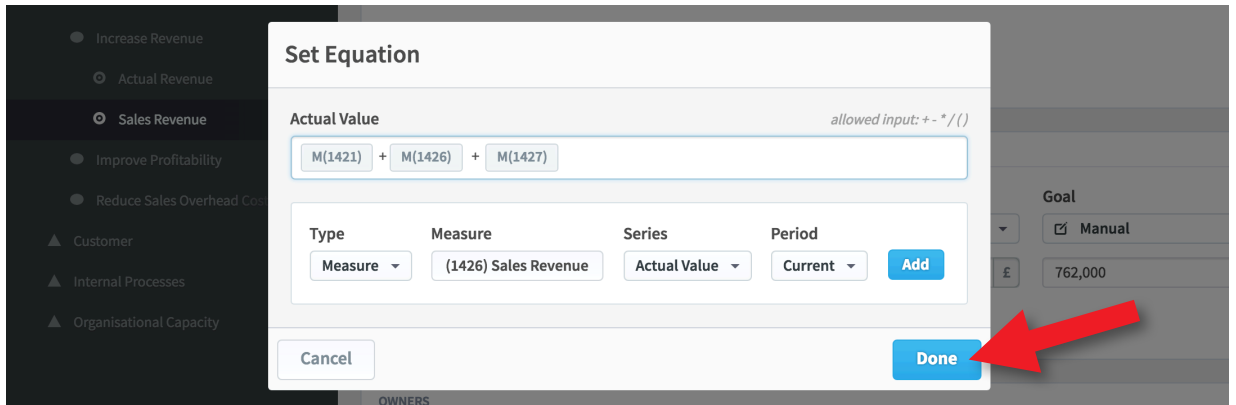 Increase Revenue
Actual Revenue
Sales Revenue
Improve Profitability
Reduce Sales Overhead
Customer
Internal Processes
Organisational Capacity
Set Equation
Actual Value allowed input: + - * / ( )
M(1421) + M(1426) + M(1427)
Type Measure Series Period
Measure (1426) Sales Revenue Actual Value Current Add
Cancel Done
Goal
Manual
£ 762,000
OWNERS